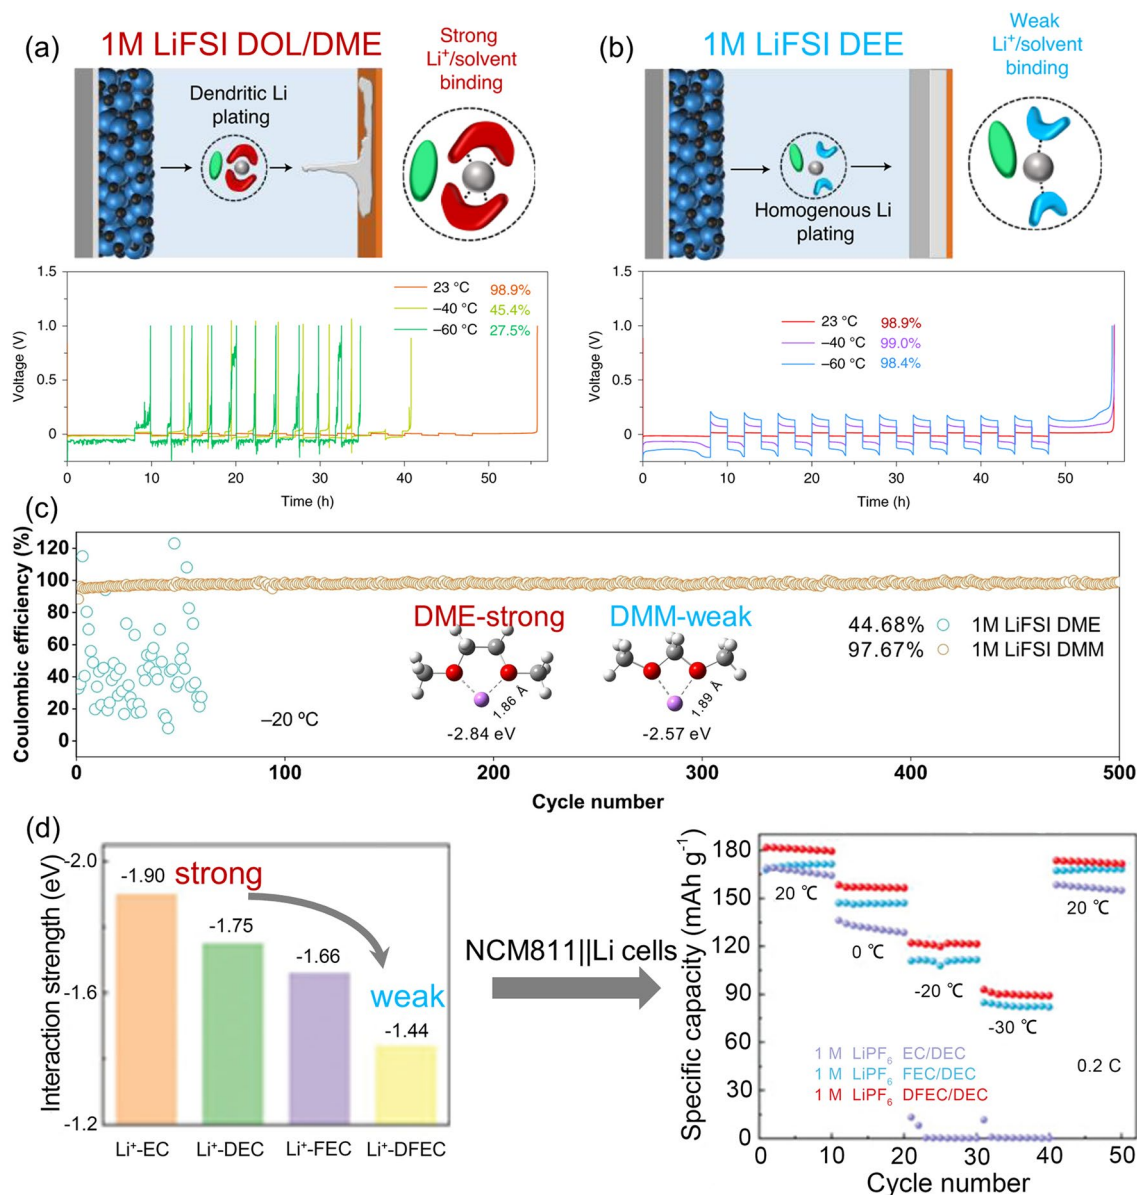 (a)
1M LiFSI DOL/DME
Strong
Li⁺/solvent
binding
Dendritic Li
plating
1.5
1.0
0.5
0
Voltage (V)
23 °C 98.9%
–40 °C 45.4%
–60 °C 27.5%
0 10 20 30 40 50
Time (h)
(b)
1M LiFSI DEE
Weak
Li⁺/solvent
binding
Homogenous Li
plating
1.5
1.0
0.5
0
Voltage (V)
23 °C 98.9%
–40 °C 99.0%
–60 °C 98.4%
0 10 20 30 40 50
Time (h)
(c)
Coulombic efficiency (%)
120
100
80
60
40
20
0
DME-strong
DMM-weak
1.86 Å
1.89 Å
-2.84 eV
-2.57 eV
–20 ºC
44.68% 1M LiFSI DME
97.67% 1M LiFSI DMM
0 100 200 300 400 500
Cycle number
(d)
Interaction strength (eV)
-2.0
-1.6
-1.2
-1.90
-1.75
-1.66
-1.44
strong
weak
Li⁺-EC Li⁺-DEC Li⁺-FEC Li⁺-DFEC
NCM811||Li cells
Specific capacity (mAh g⁻¹)
180
150
120
90
60
30
0
20 ℃
0 ℃
-20 ℃
-30 ℃
20 ℃
1 M LiPF₆ EC/DEC
1 M LiPF₆ FEC/DEC
1 M LiPF₆ DFEC/DEC
0.2 C
0 10 20 30 40 50
Cycle number